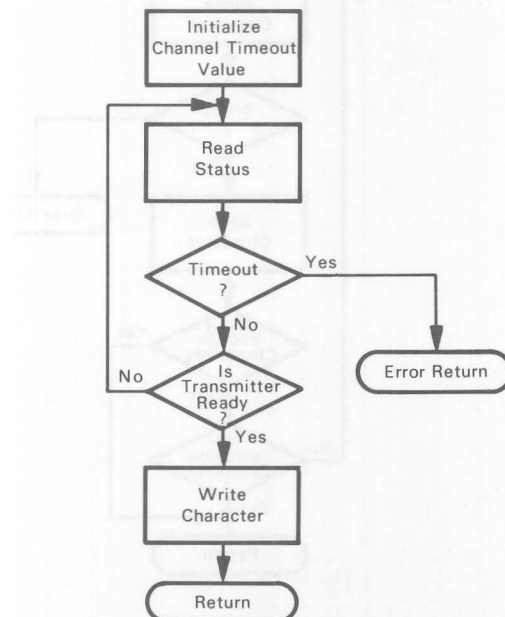 Initialize
Channel Timeout
Value
Read
Status
Timeout
?
Yes
No
Error Return
Is
Transmitter
Ready
?
No
Yes
Write
Character
Return